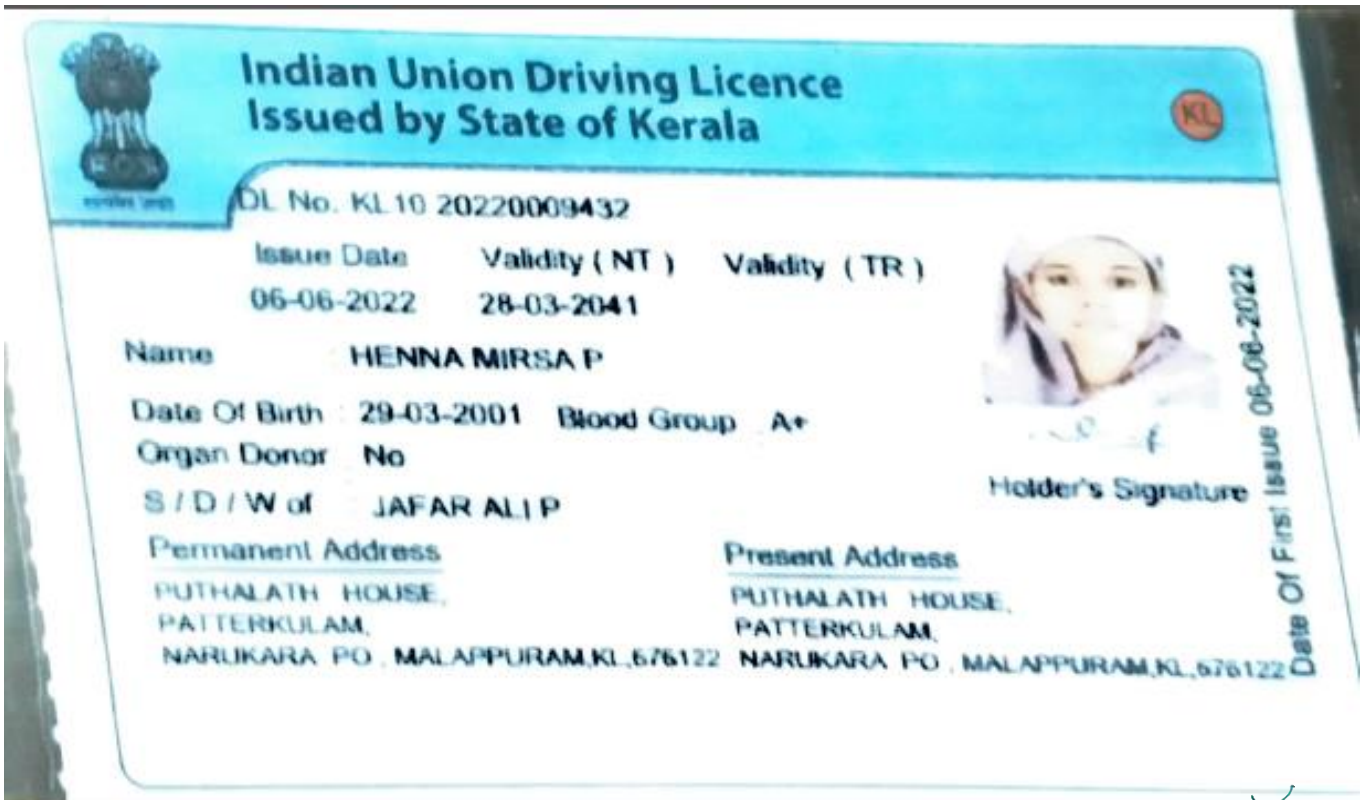 Indian Union Driving Licence
Issued by State of Kerala
KL
DL No. KL10 20220009432
Issue Date Validity ( NT ) Validity ( TR )
06-06-2022 28-03-2041
Name HENNA MIRSA P
Date Of Birth : 29-03-2001 Blood Group A+
Organ Donor No
S / D / W of JAFAR ALI P
Holder's Signature
Date Of First Issue 06-06-2022
Permanent Address
PUTHALATH HOUSE,
PATTERKULAM,
NARUKARA PO , MALAPPURAM,KL,676122
Present Address
PUTHALATH HOUSE,
PATTERKULAM,
NARUKARA PO , MALAPPURAM,KL,676122